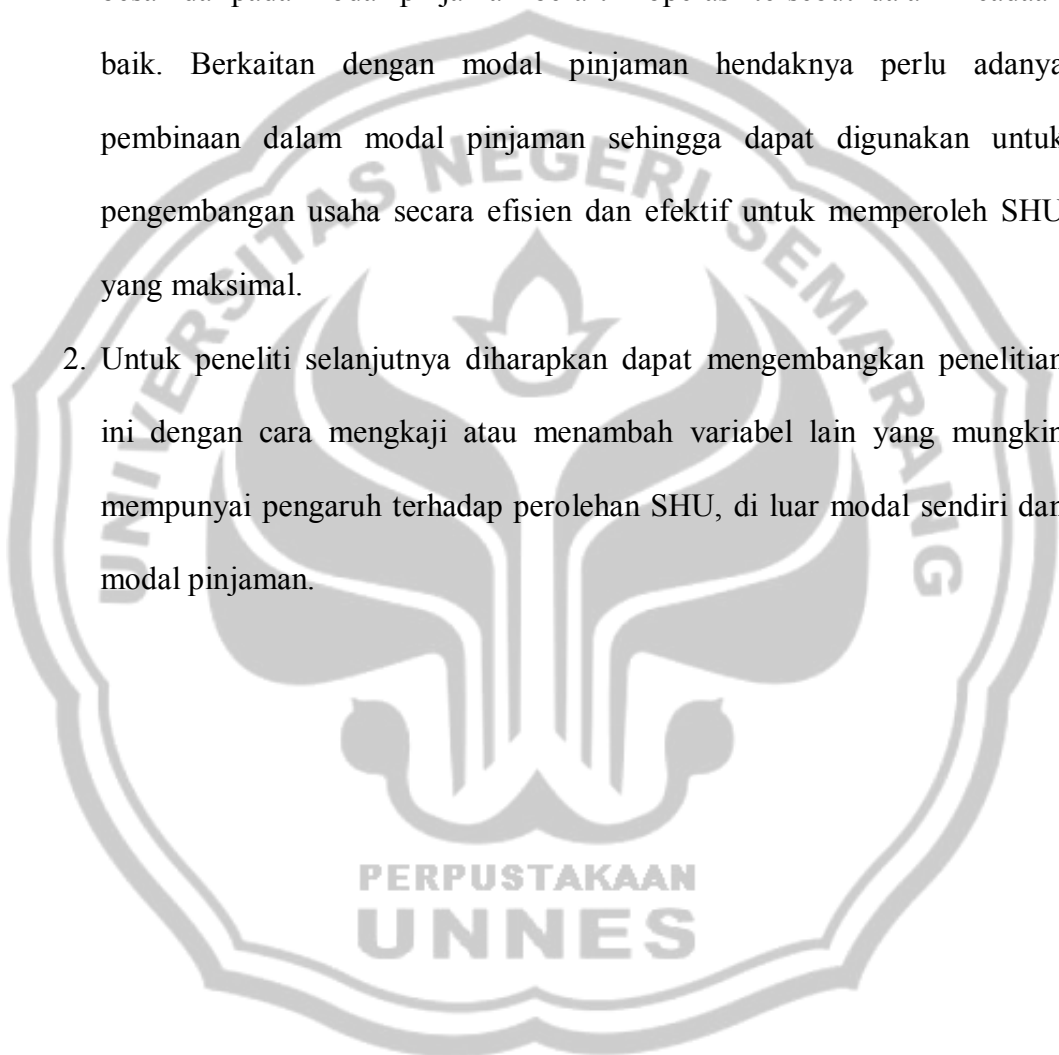 baik. Berkaitan dengan modal pinjaman hendaknya perlu adanya
pembinaan dalam modal pinjaman sehingga dapat digunakan untuk
pengembangan usaha secara efisien dan efektif untuk memperoleh SHU
yang maksimal.
2. Untuk peneliti selanjutnya diharapkan dapat mengembangkan penelitian
ini dengan cara mengkaji atau menambah variabel lain yang mungkin
mempunyai pengaruh terhadap perolehan SHU, di luar modal sendiri dan
modal pinjaman.
UNIVERSITAS NEGERI SEMARANG
PERPUSTAKAAN
UNNES